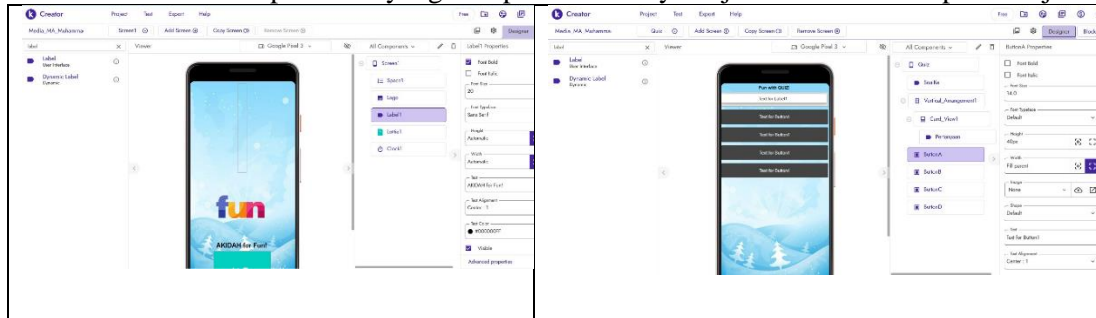 Creator
Project Test Export Help
Free
Media_MA_Muhamma
Screen1
Add Screen
Copy Screen
Remove Screen
Designer
label
Viewer
Google Pixel 3
All Components
Label1 Properties
Label
User Interface
Dynamic Label
Dynamic
fun
AKIDAH for Fun!
Screen1
Space1
Logo
Label1
Lottie1
Clock1
Font Bold
Font Italic
Font Size
20
Font Typeface
Sans Serif
Height
Automatic
Width
Automatic
Text
AKIDAH for Fun!
Text Alignment
Center : 1
Text Color
#000000FF
Visible
Advanced properties
Creator
Project Test Export Help
Free
Media_MA_Muhamma
Quiz
Add Screen
Copy Screen
Remove Screen
Designer
Block
label
Viewer
Google Pixel 3
All Components
ButtonA Properties
Label
User Interface
Dynamic Label
Dynamic
Fun with QUIZ
Text for Label1
Text for Button1
Text for Button1
Text for Button1
Text for Button1
Quiz
Vertical_Arrangement1
Card_View1
Pertanyaan
ButtonA
ButtonB
ButtonC
ButtonD
Font Bold
Font Italic
Font Size
14.0
Font Typeface
Default
Height
40px
Width
Fill parent
Image
None
Shape
Default
Text
Text for Button1
Text Alignment
Center : 1